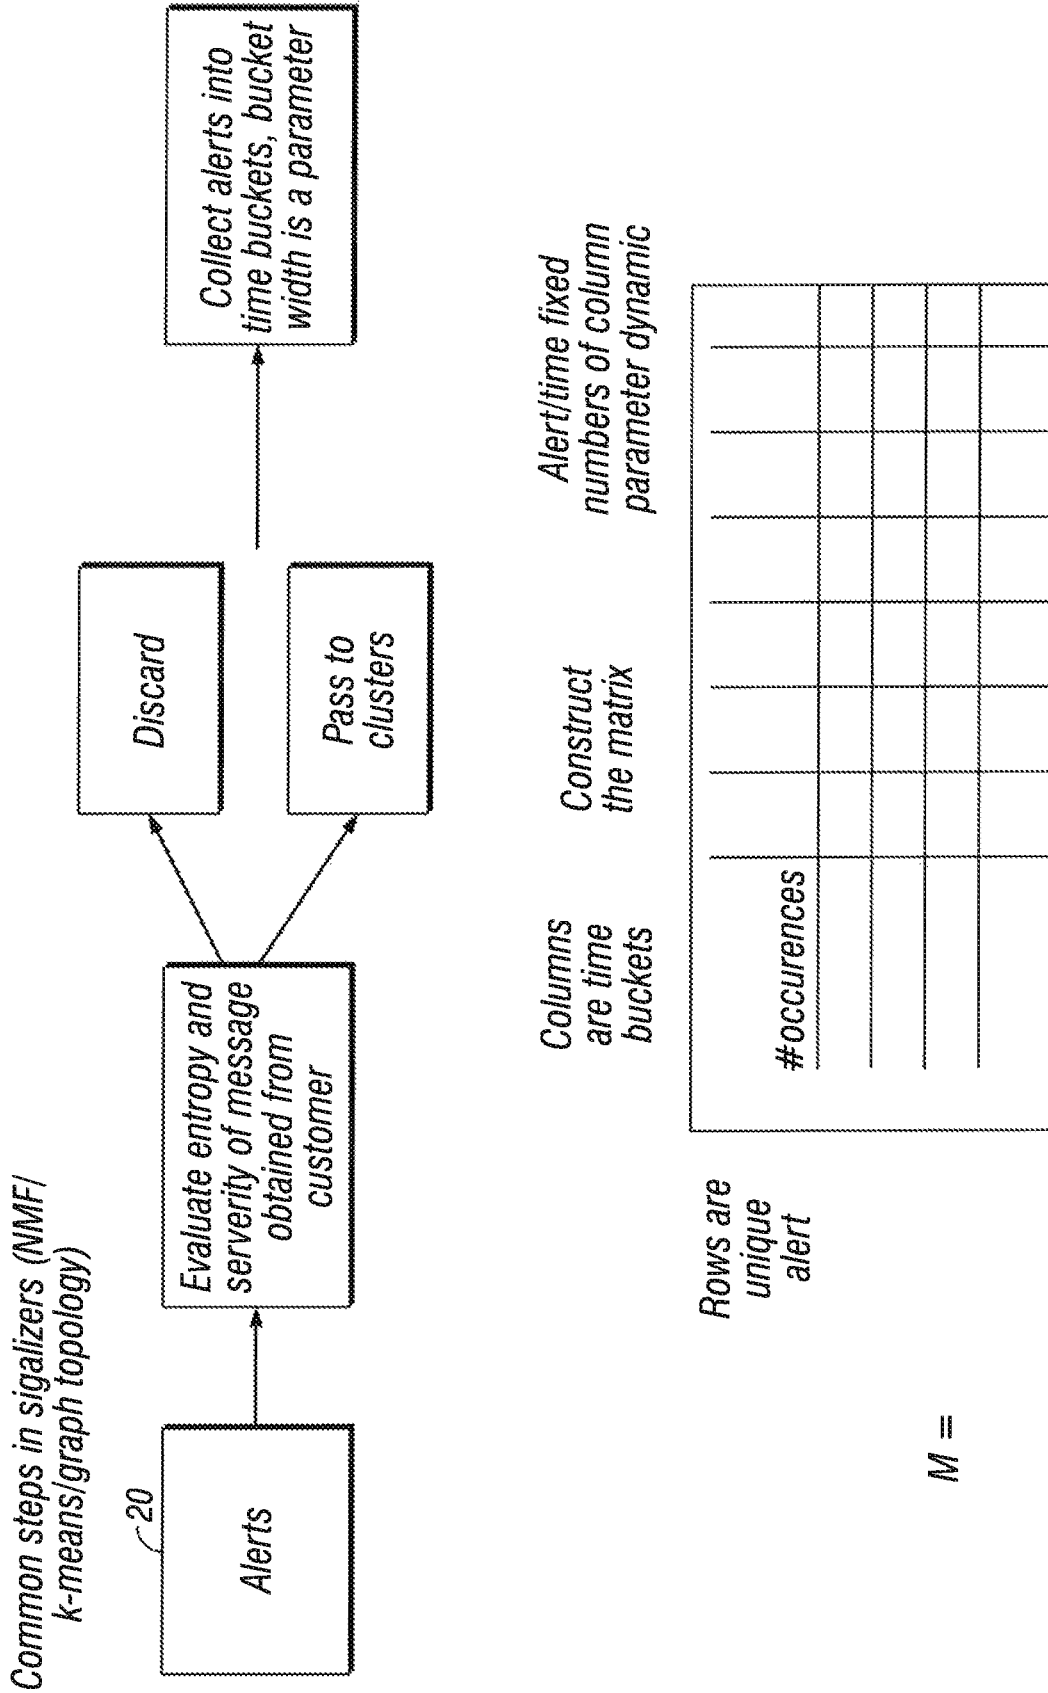 Common steps in sigalizers (NMF/
k-means/graph topology)
20
Alerts
Evaluate entropy and
serverity of message
obtained from
customer
Discard
Pass to
clusters
Collect alerts into
time buckets, bucket
width is a parameter
Columns
are time
buckets
Construct
the matrix
Alert/time fixed
numbers of column
parameter dynamic
Rows are
unique
alert
#occurences
M =